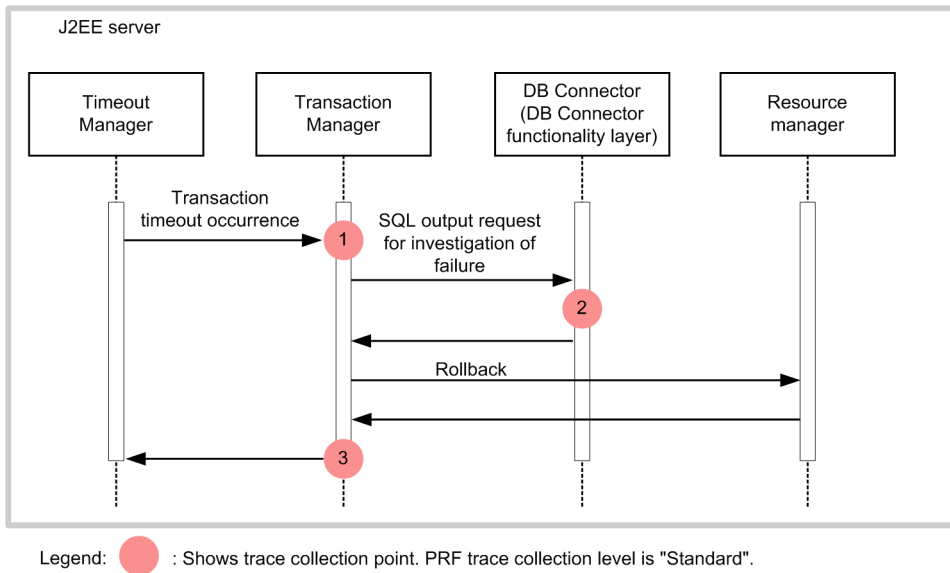 J2EE server
Timeout
Manager
Transaction
Manager
DB Connector
(DB Connector
functionality layer)
Resource
manager
Transaction
timeout occurrence
1
SQL output request
for investigation of
failure
2
Rollback
3
Legend: : Shows trace collection point. PRF trace collection level is "Standard".